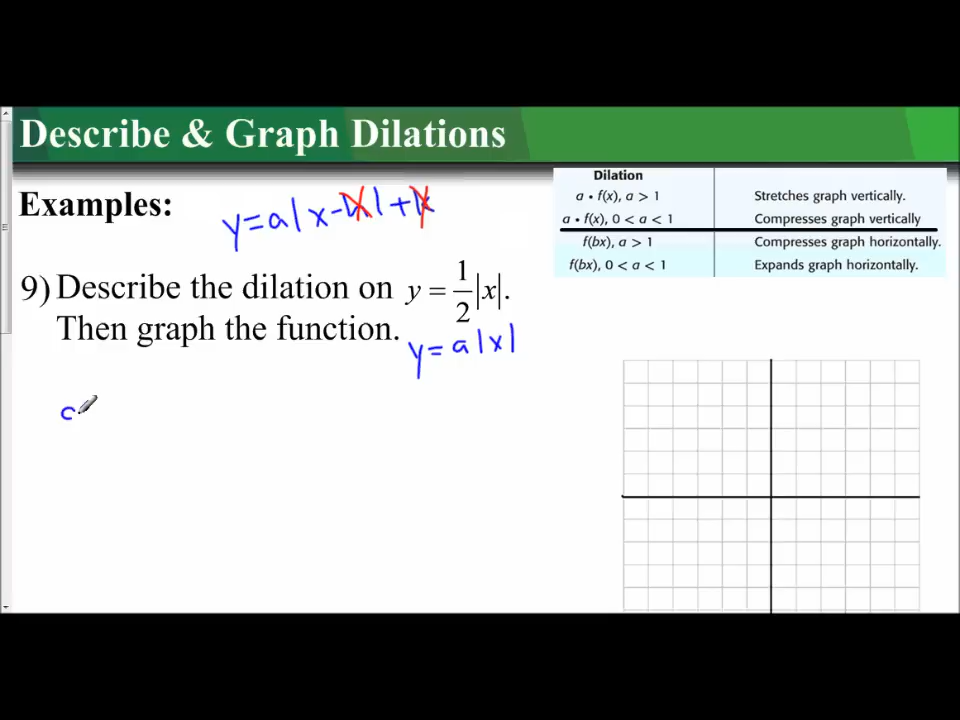 Describe & Graph Dilations
Examples:
y=a|x-h|+k
Dilation
a • f(x), a > 1 Stretches graph vertically.
a • f(x), 0 < a < 1 Compresses graph vertically
f(bx), a > 1 Compresses graph horizontally.
f(bx), 0 < a < 1 Expands graph horizontally.
9) Describe the dilation on y = 1/2 |x|.
Then graph the function.
y=a|x|